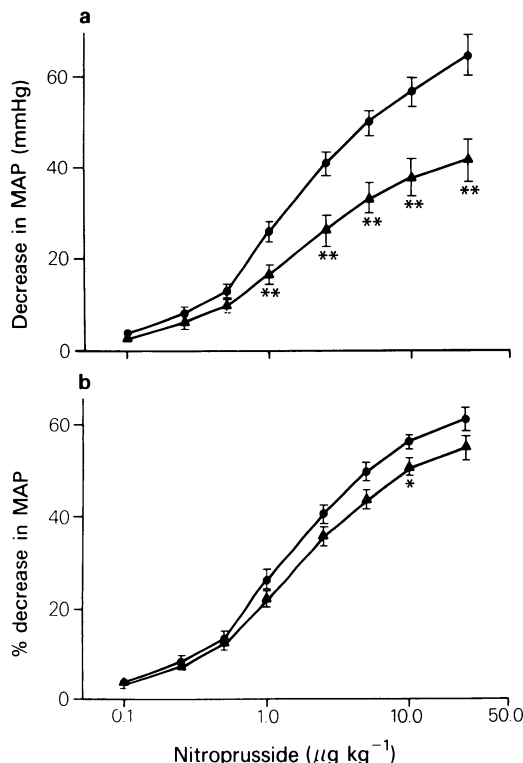 a
60
40
20
0
Decrease in MAP (mmHg)
**
**
**
**
**
b
60
40
20
0
% decrease in MAP
*
0.1 1.0 10.0 50.0
Nitroprusside (μg kg⁻¹)